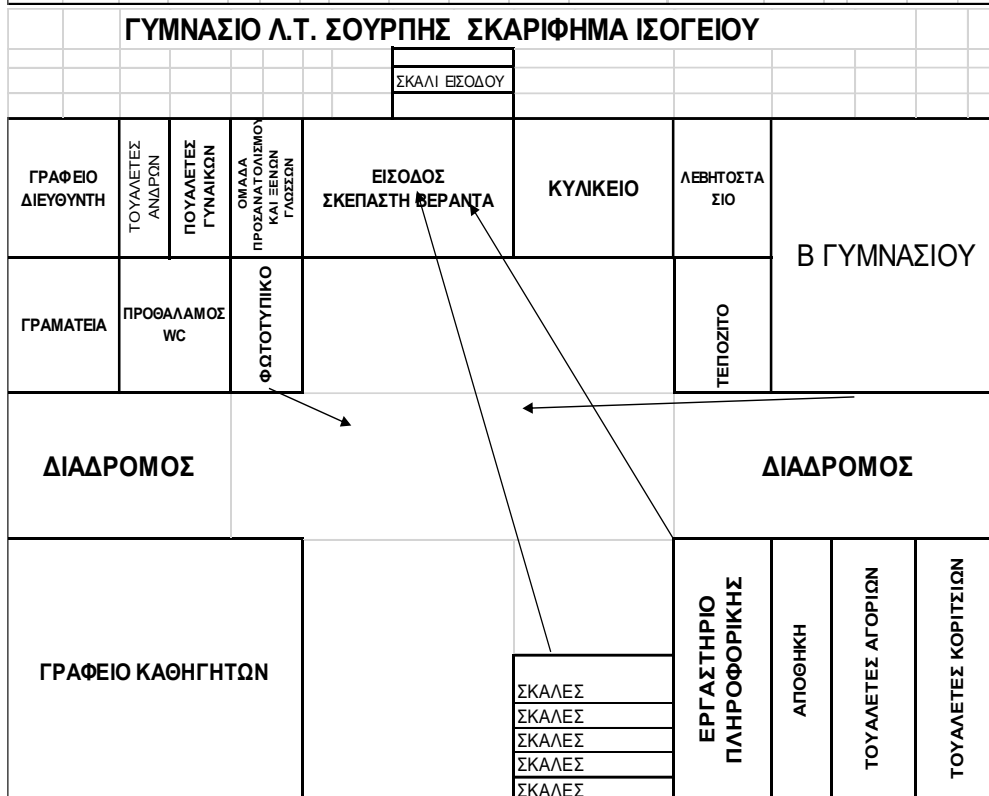 ΓΥΜΝΑΣΙΟ Λ.Τ. ΣΟΥΡΠΗΣ ΣΚΑΡΙΦΗΜΑ ΙΣΟΓΕΙΟΥ
ΣΚΑΛΙ ΕΙΣΟΔΟΥ
ΓΡΑΦΕΙΟ
ΔΙΕΥΘΥΝΤΗ
ΤΟΥΑΛΕΤΕΣ
ΑΝΔΡΩΝ
ΠΟΥΑΛΕΤΕΣ
ΓΥΝΑΙΚΩΝ
ΟΜΑΔΑ
ΠΡΟΣΑΝΑΤΟΛΙΣΜΟΥ
ΚΑΙ ΞΕΝΩΝ
ΓΛΩΣΣΩΝ
ΕΙΣΟΔΟΣ
ΣΚΕΠΑΣΤΗ ΒΕΡΑΝΤΑ
ΚΥΛΙΚΕΙΟ
ΛΕΒΗΤΟΣΤΑ
ΣΙΟ
Β ΓΥΜΝΑΣΙΟΥ
ΓΡΑΜΑΤΕΙΑ
ΠΡΟΘΑΛΑΜΟΣ
WC
ΦΩΤΟΤΥΠΙΚΟ
ΤΕΠΟΖΙΤΟ
ΔΙΑΔΡΟΜΟΣ
ΔΙΑΔΡΟΜΟΣ
ΓΡΑΦΕΙΟ ΚΑΘΗΓΗΤΩΝ
ΣΚΑΛΕΣ
ΣΚΑΛΕΣ
ΣΚΑΛΕΣ
ΣΚΑΛΕΣ
ΣΚΑΛΕΣ
ΕΡΓΑΣΤΗΡΙΟ
ΠΛΗΡΟΦΟΡΙΚΗΣ
ΑΠΟΘΗΚΗ
ΤΟΥΑΛΕΤΕΣ ΑΓΟΡΙΩΝ
ΤΟΥΑΛΕΤΕΣ ΚΟΡΙΤΣΙΩΝ